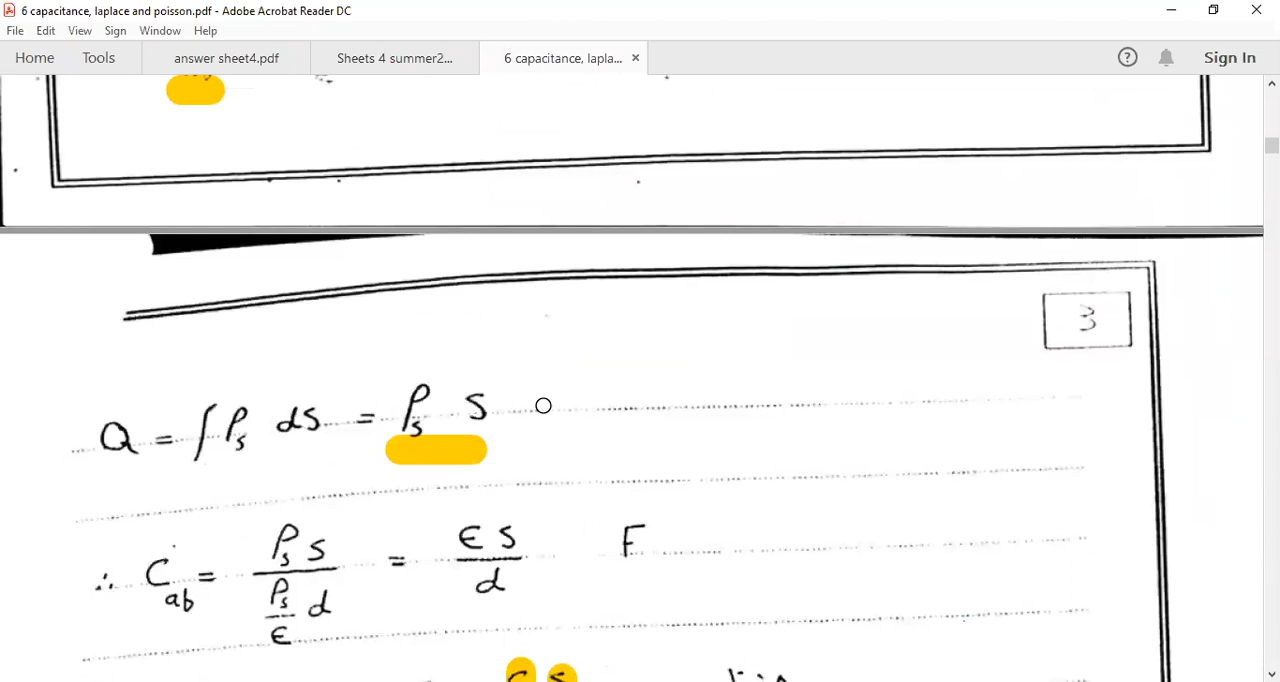 6 capacitance, laplace and poisson.pdf - Adobe Acrobat Reader DC
File Edit View Sign Window Help
Home Tools answer sheet4.pdf Sheets 4 summer2... 6 capacitance, lapla... × Sign In
3
Q = ∫ρs ds = ρs S
∴ Cab = ρs S / (ρs/ϵ d) = ϵ S / d F